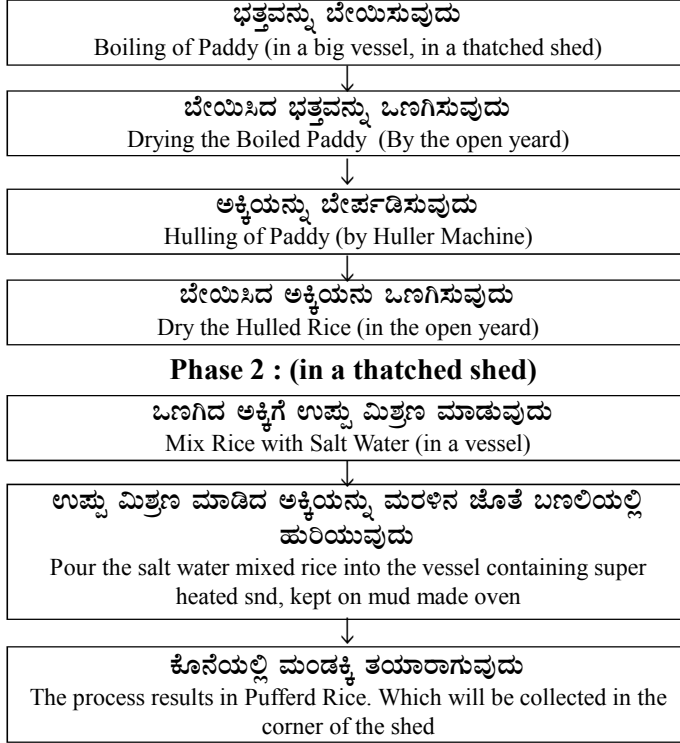 ಭತ್ತವನ್ನು ಬೇಯಿಸುವುದು
Boiling of Paddy (in a big vessel, in a thatched shed)
ಬೇಯಿಸಿದ ಭತ್ತವನ್ನು ಒಣಗಿಸುವುದು
Drying the Boiled Paddy (By the open yeard)
ಅಕ್ಕಿಯನ್ನು ಬೇರ್ಪಡಿಸುವುದು
Hulling of Paddy (by Huller Machine)
ಬೇಯಿಸಿದ ಅಕ್ಕಿಯನು ಒಣಗಿಸುವುದು
Dry the Hulled Rice (in the open yeard)
Phase 2 : (in a thatched shed)
ಒಣಗಿದ ಅಕ್ಕಿಗೆ ಉಪ್ಪು ಮಿಶ್ರಣ ಮಾಡುವುದು
Mix Rice with Salt Water (in a vessel)
ಉಪ್ಪು ಮಿಶ್ರಣ ಮಾಡಿದ ಅಕ್ಕಿಯನ್ನು ಮರಳಿನ ಜೊತೆ ಬಣಲಿಯಲ್ಲಿ
ಹುರಿಯುವುದು
Pour the salt water mixed rice into the vessel containing super
heated snd, kept on mud made oven
ಕೊನೆಯಲ್ಲಿ ಮಂಡಕ್ಕಿ ತಯಾರಾಗುವುದು
The process results in Pufferd Rice. Which will be collected in the
corner of the shed